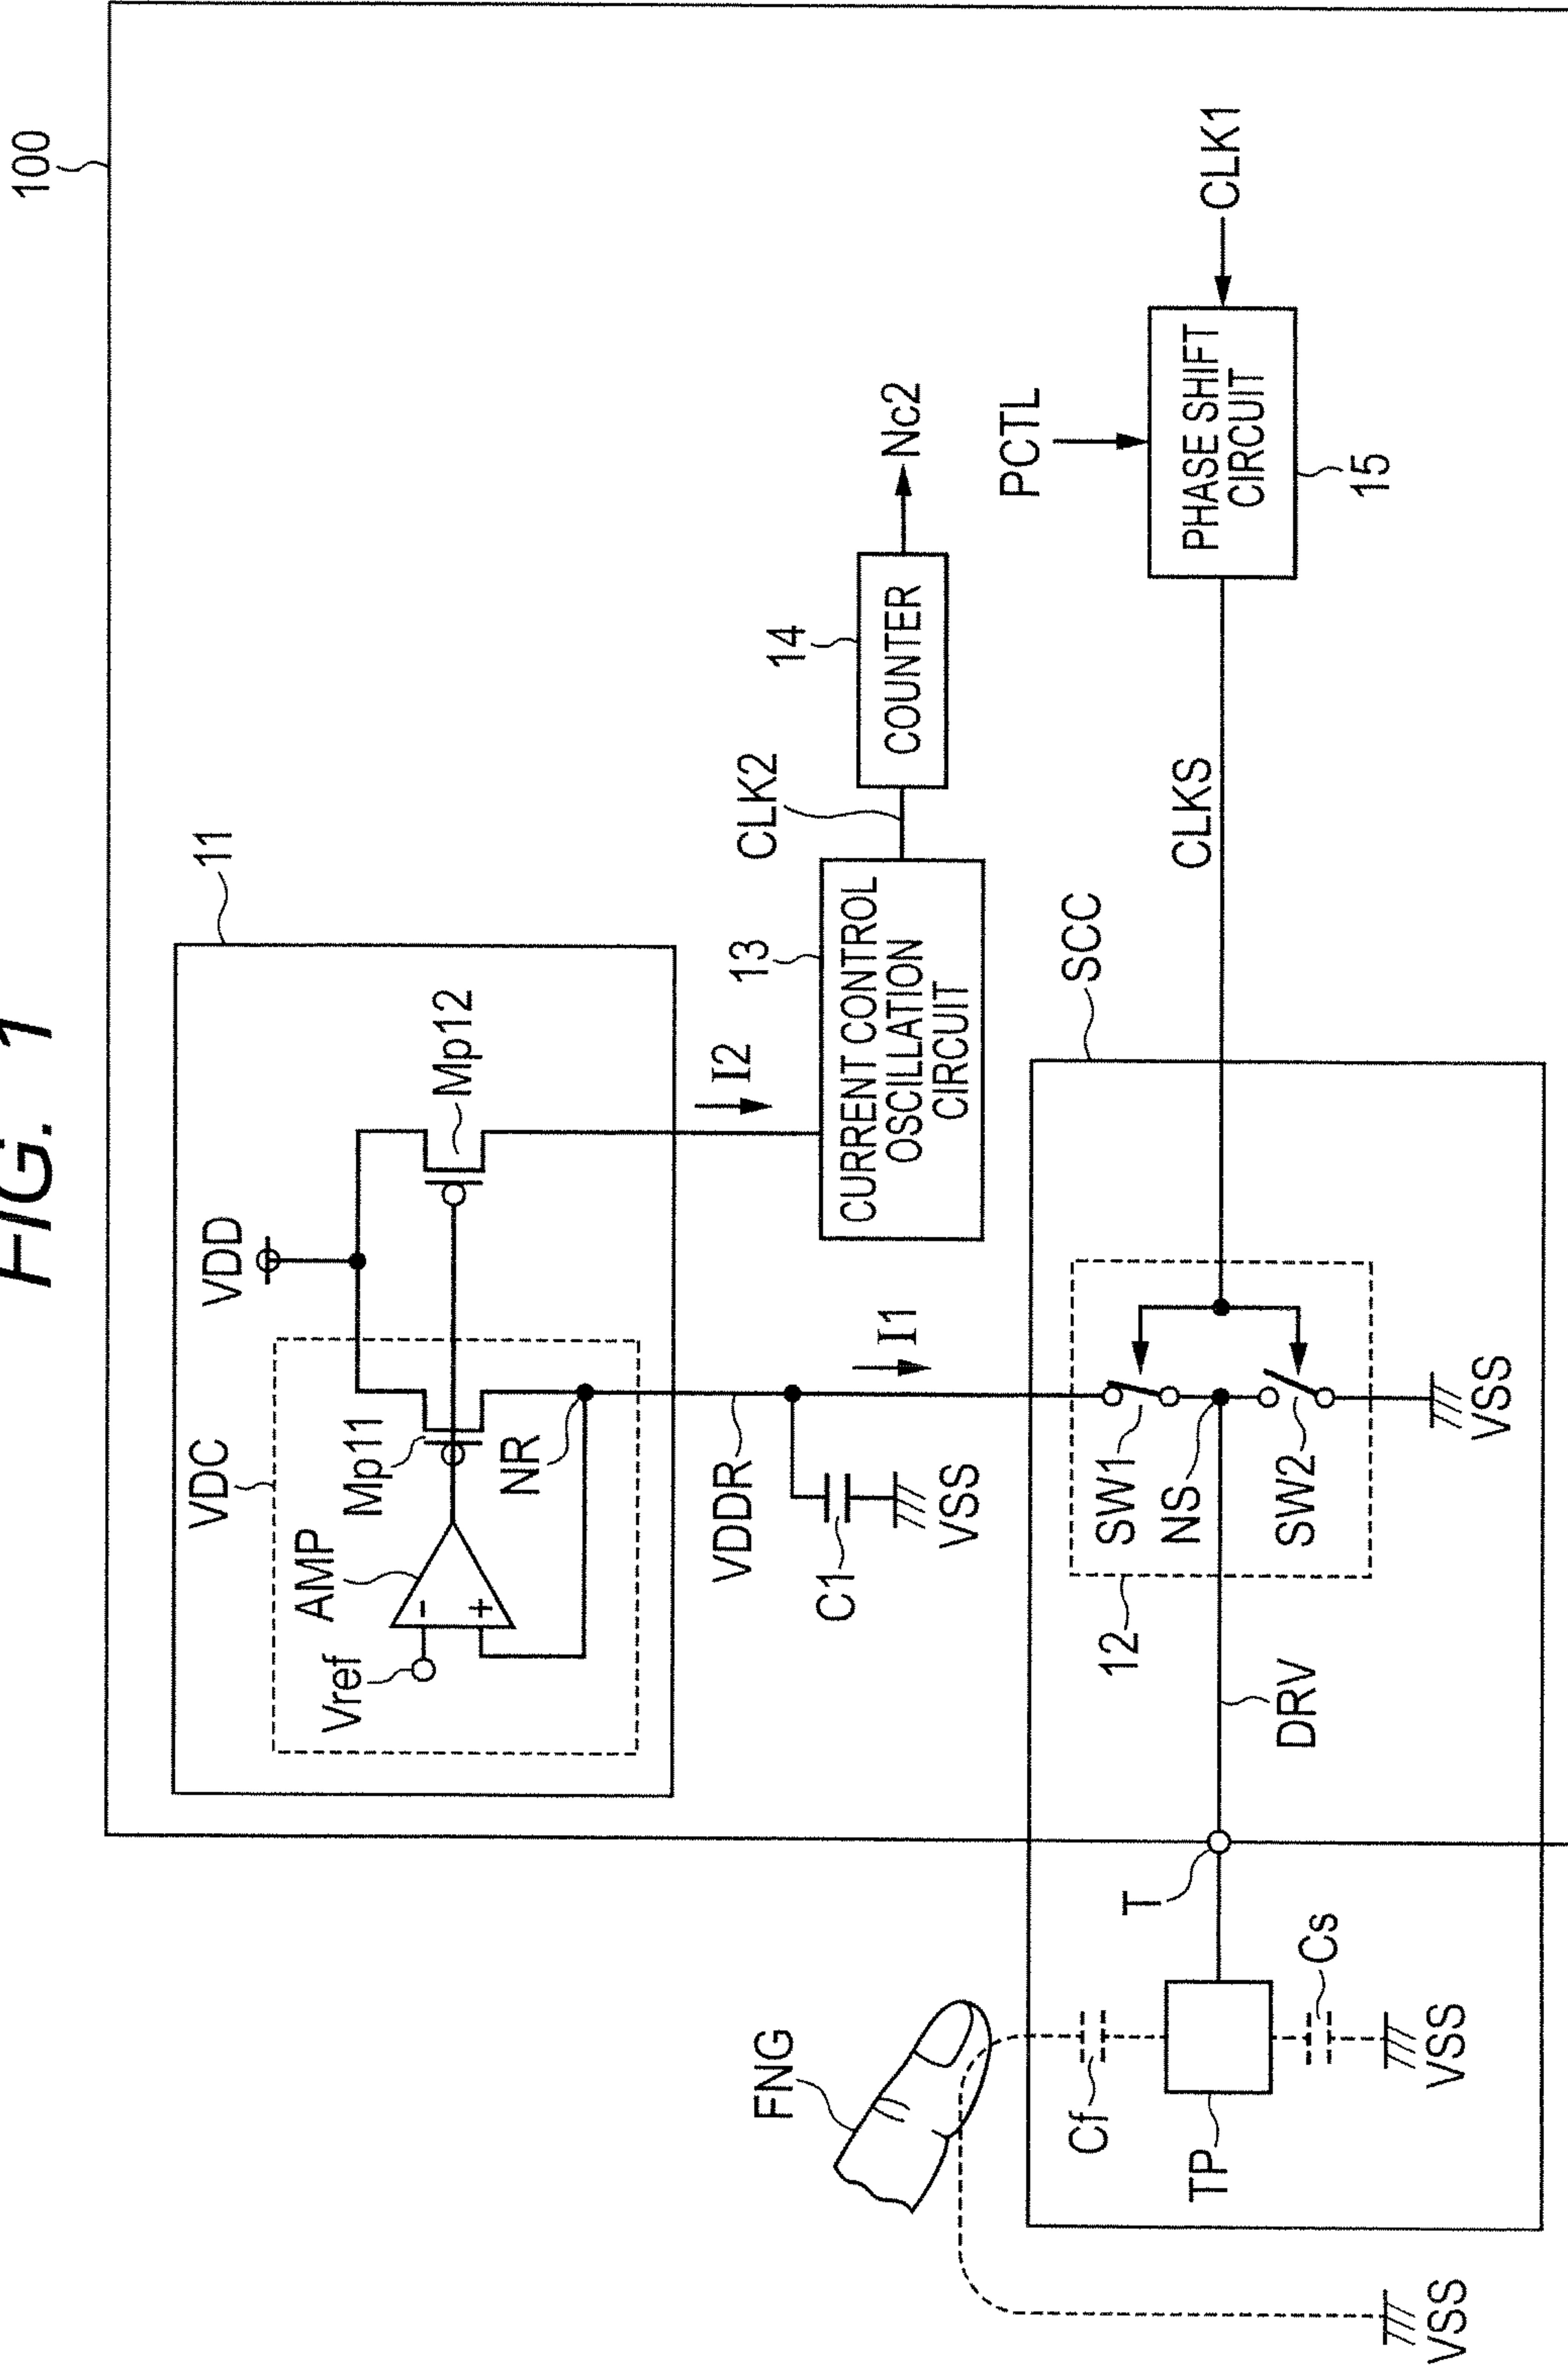 FIG. 1
100
11
VDD
VDC
Mp11
Mp12
AMP
Vref
-
+
NR
I2
VDDR
I1
C1
VSS
13
CURRENT CONTROL
OSCILLATION
CIRCUIT
CLK2
14
COUNTER
Nc2
PCTL
PHASE SHIFT
CIRCUIT
15
CLK1
CLKS
SCC
SW1
NS
SW2
VSS
12
DRV
T
FNG
Cf
TP
Cs
VSS
VSS